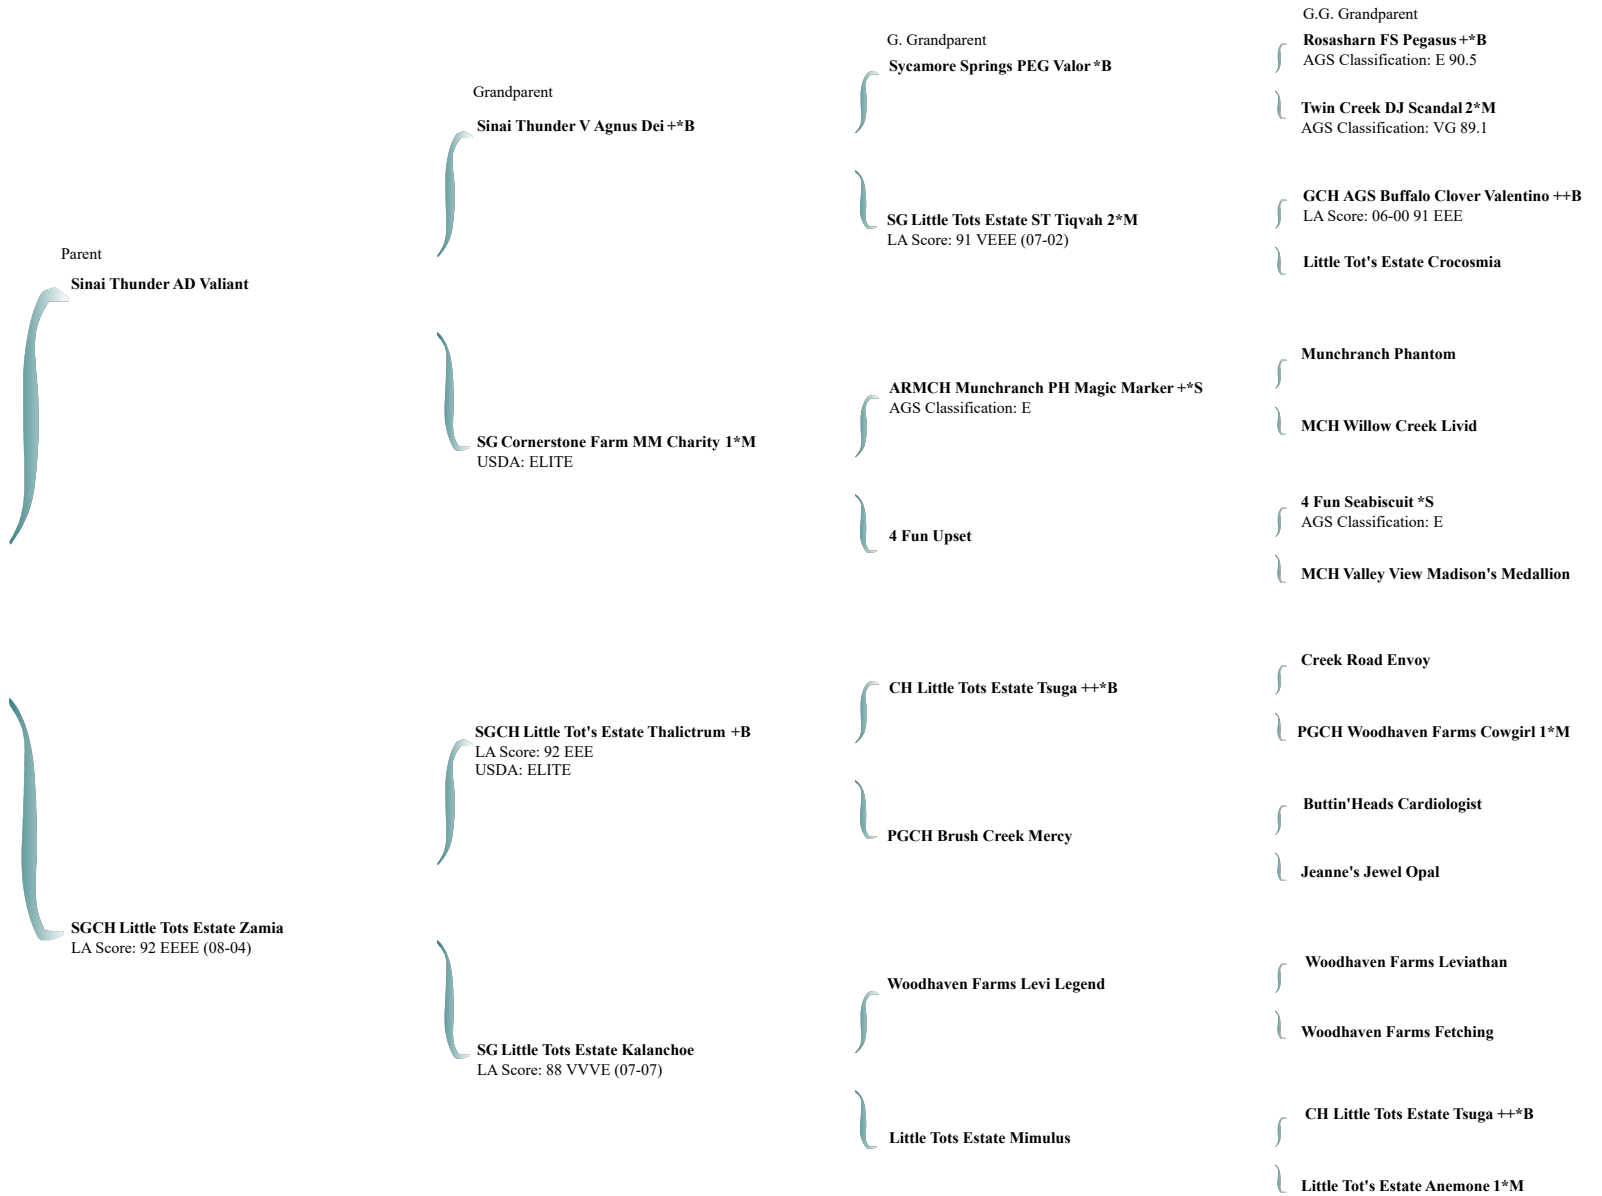 Parent
Sinai Thunder AD Valiant
SGCH Little Tots Estate Zamia
LA Score: 92 EEEE (08-04)
Grandparent
Sinai Thunder V Agnus Dei +*B
SG Cornerstone Farm MM Charity 1*M
USDA: ELITE
SGCH Little Tot's Estate Thalictrum +B
LA Score: 92 EEE
USDA: ELITE
SG Little Tots Estate Kalanchoe
LA Score: 88 VVVE (07-07)
G. Grandparent
Sycamore Springs PEG Valor *B
SG Little Tots Estate ST Tiqvah 2*M
LA Score: 91 VEEE (07-02)
ARMCH Munchranch PH Magic Marker +*S
AGS Classification: E
4 Fun Upset
CH Little Tots Estate Tsuga ++*B
PGCH Brush Creek Mercy
Woodhaven Farms Levi Legend
Little Tots Estate Mimulus
G.G. Grandparent
Rosasharn FS Pegasus +*B
AGS Classification: E 90.5
Twin Creek DJ Scandal 2*M
AGS Classification: VG 89.1
GCH AGS Buffalo Clover Valentino ++B
LA Score: 06-00 91 EEE
Little Tot's Estate Crocosmia
Munchranch Phantom
MCH Willow Creek Livid
4 Fun Seabiscuit *S
AGS Classification: E
MCH Valley View Madison's Medallion
Creek Road Envoy
PGCH Woodhaven Farms Cowgirl 1*M
Buttin'Heads Cardiologist
Jeanne's Jewel Opal
Woodhaven Farms Leviathan
Woodhaven Farms Fetching
CH Little Tots Estate Tsuga ++*B
Little Tot's Estate Anemone 1*M